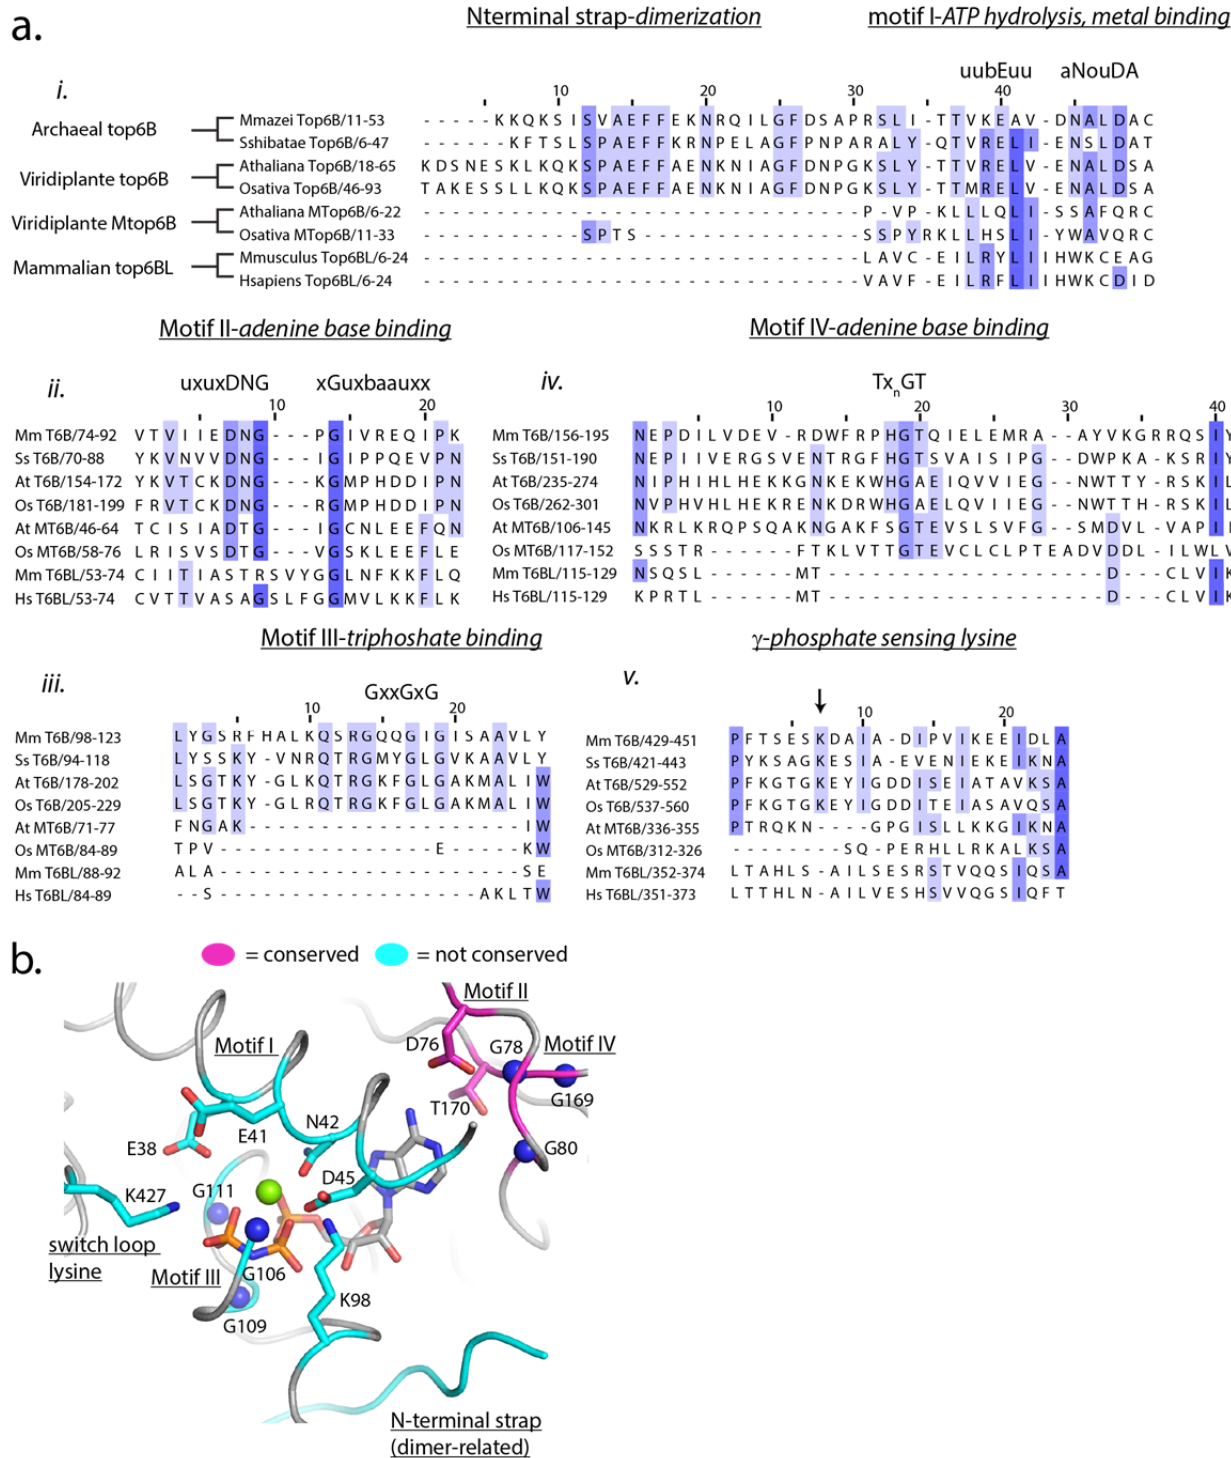 a.
Nterminal strap-dimerization motif I-ATP hydrolysis, metal binding
uubEuu aNouDA
i.
10 20 30 40
Archaeal top6B
Viridiplante top6B
Viridiplante Mtop6B
Mammalian top6BL
Mmazei Top6B/11-53 - - - - - K K Q K S I S V A E F F E K N R Q I L G F D S A P R S L I - T T V K E A V - D N A L D A C
Sshibatae Top6B/6-47 - - - - - - K F T S L S P A E F F K R N P E L A G F N P N A R A L Y - Q T V R E L I - E N S L D A T
Athaliana Top6B/18-65 K D S N E S K L K Q K S P A E F F A E N K N I A G F D N P G K S L Y - T T V R E L V - E N A L D S A
Osativa Top6B/46-93 T A K E S S L L K Q K S P A E F F A E N K N I A G F D N P G K S L Y - T T M R E L V - E N A L D S A
Athaliana MTop6B/6-22 - - - - - - - - - - - - - - - - - - - - - - - - - - - - - - P - V P - K L L L Q L I - S S A F Q R C
Osativa MTop6B/11-33 - - - - - - - - - - - S P T S - - - - - - - - - - - - - - - S S P Y R K L L H S L I - Y W A V Q R C
Mmusculus Top6BL/6-24 - - - - - - - - - - - - - - - - - - - - - - - - - - - - - - L A V C - E I L R Y L I I H W K C E A G
Hsapiens Top6BL/6-24 - - - - - - - - - - - - - - - - - - - - - - - - - - - - - - V A V F - E I L R F L I I H W K C D I D
Motif II-adenine base binding
ii.
uxuxDNG xGuxbaauxx
10 20
Mm T6B/74-92 V T V I I E D N G - - - P G I V R E Q I P K
Ss T6B/70-88 Y K V N V V D N G - - - I G I P P Q E V P N
At T6B/154-172 Y K V T C K D N G - - - K G M P H D D I P N
Os T6B/181-199 F R V T C K D N G - - - R G M P H D D I P N
At MT6B/46-64 T C I S I A D T G - - - I G C N L E E F Q N
Os MT6B/58-76 L R I S V S D T G - - - V G S K L E E F L E
Mm T6BL/53-74 C I I T I A S T R S V Y G G L N F K K F L Q
Hs T6BL/53-74 C V T T V A S A G S L F G G M V L K K F L K
Motif IV-adenine base binding
iv.
TxnGT
10 20 30 40
Mm T6B/156-195 N E P D I L V D E V - R D W F R P H G T Q I E L E M R A - - A Y V K G R R Q S I Y
Ss T6B/151-190 N E P I I V E R G S V E N T R G F H G T S V A I S I P G - - D W P K A - K S R I Y
At T6B/235-274 N I P H I H L H E K K G N K E K W H G A E I Q V V I E G - - N W T T Y - R S K I L
Os T6B/262-301 N V P H V H L H E K R E N K D R W H G A E L Q V I I E G - - N W T T H - R S K I L
At MT6B/106-145 N K R L K R Q P S Q A K N G A K F S G T E V S L S V F G - - S M D V L - V A P I
Os MT6B/117-152 S S S T R - - - - - - F T K L V T T G T E V C L C L P T E A D V D D L - I L W L V
Mm T6BL/115-129 N S Q S L - - - - - - M T - - - - - - - - - - - - - - - - - - D - - - C L V I K
Hs T6BL/115-129 K P R T L - - - - - - M T - - - - - - - - - - - - - - - - - - D - - - C L V I K
Motif III-triphoshate binding
iii.
GxxGxG
10 20
Mm T6B/98-123 L Y G S R F H A L K Q S R G Q Q G I G I S A A V L Y
Ss T6B/94-118 L Y S S K Y - V N R Q T R G M Y G L G V K A A V L Y
At T6B/178-202 L S G T K Y - G L K Q T R G K F G L G A K M A L I W
Os T6B/205-229 L S G T K Y - G L R Q T R G K F G L G A K M A L I W
At MT6B/71-77 F N G A K - - - - - - - - - - - - - - - - - - - I W
Os MT6B/84-89 T P V - - - - - - - - - - - - - - - E - - - - - K W
Mm T6BL/88-92 A L A - - - - - - - - - - - - - - - - - - - - - S E
Hs T6BL/84-89 - - S - - - - - - - - - - - - - - - - - - A K L T W
γ-phosphate sensing lysine
v.
10 20
Mm T6B/429-451 P F T S E S K D A I A - D I P V I K E E I D L A
Ss T6B/421-443 P Y K S A G K E S I A - E V E N I E K E I K N A
At T6B/529-552 P F K G T G K E Y I G D D I S E I A T A V K S A
Os T6B/537-560 P F K G T G K E Y I G D D I T E I A S A V Q S A
At MT6B/336-355 P T R Q K N - - - - G P G I S L L K K G I K N A
Os MT6B/312-326 - - - - - - - - S Q - P E R H L L R K A L K S A
Mm T6BL/352-374 L T A H L S - A I L S E S R S T V Q Q S I Q S A
Hs T6BL/351-373 L T T H L N - A I L V E S H S V V Q G S I Q F T
b.
= conserved = not conserved
Motif II
Motif I
D76 G78 Motif IV
T170 G169
N42
E41
E38
G80
D45
K427 G111
switch loop
lysine
Motif III G106
K98
G109
N-terminal strap
(dimer-related)